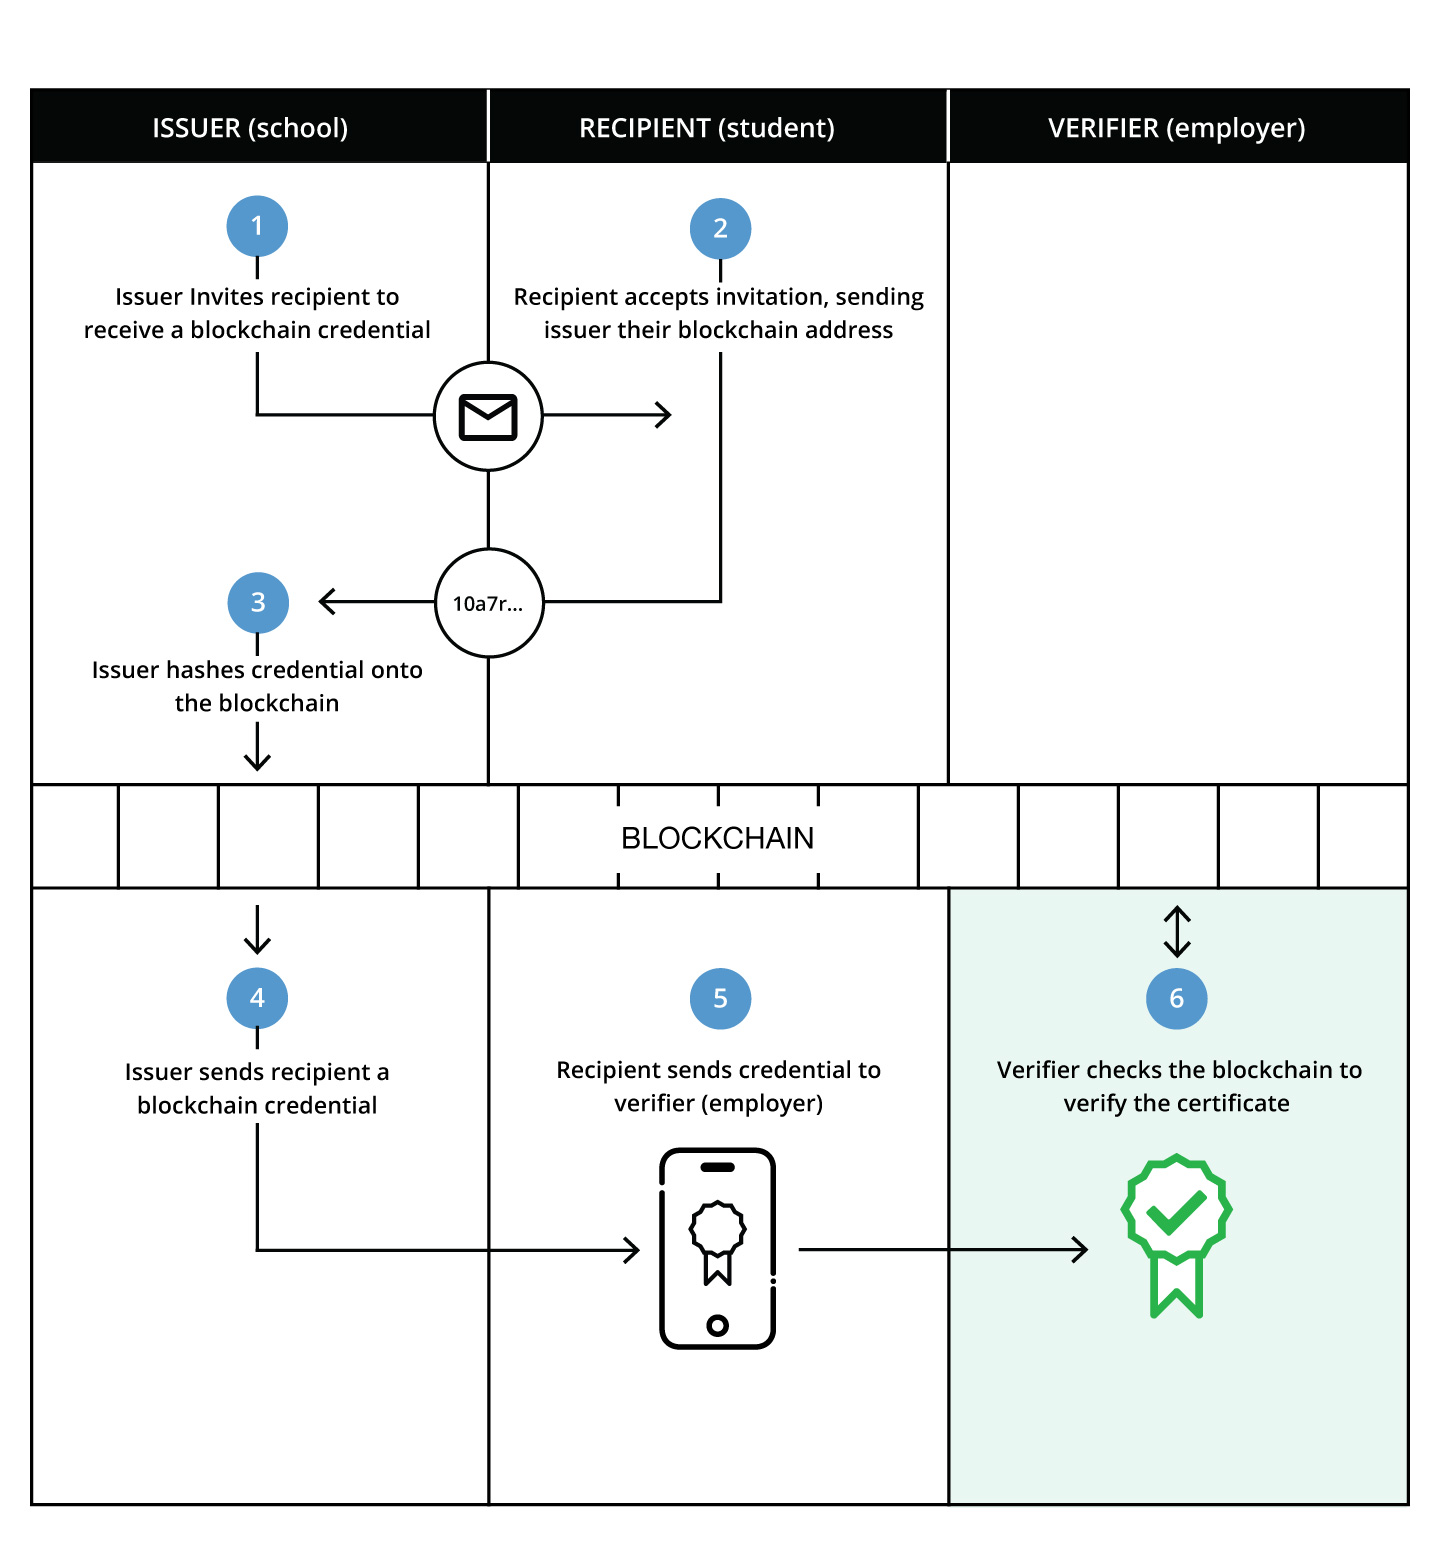 ISSUER (school)
RECIPIENT (student)
VERIFIER (employer)
1
Issuer Invites recipient to
receive a blockchain credential
2
Recipient accepts invitation, sending
issuer their blockchain address
10a7r...
3
Issuer hashes credential onto
the blockchain
BLOCKCHAIN
4
Issuer sends recipient a
blockchain credential
5
Recipient sends credential to
verifier (employer)
6
Verifier checks the blockchain to
verify the certificate